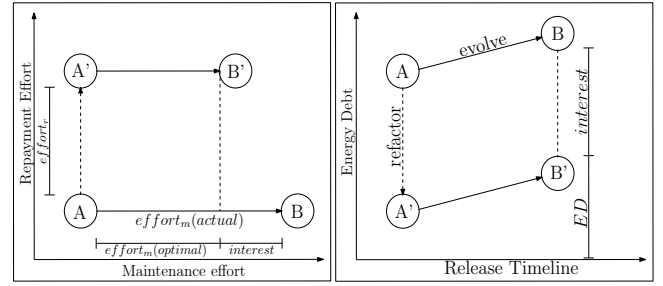 Repayment Effort
A'
B'
effort_r
A
B
effort_m(actual)
effort_m(optimal)
interest
Maintenance effort
Energy Debt
A
evolve
B
refactor
interest
A'
B'
ED
Release Timeline